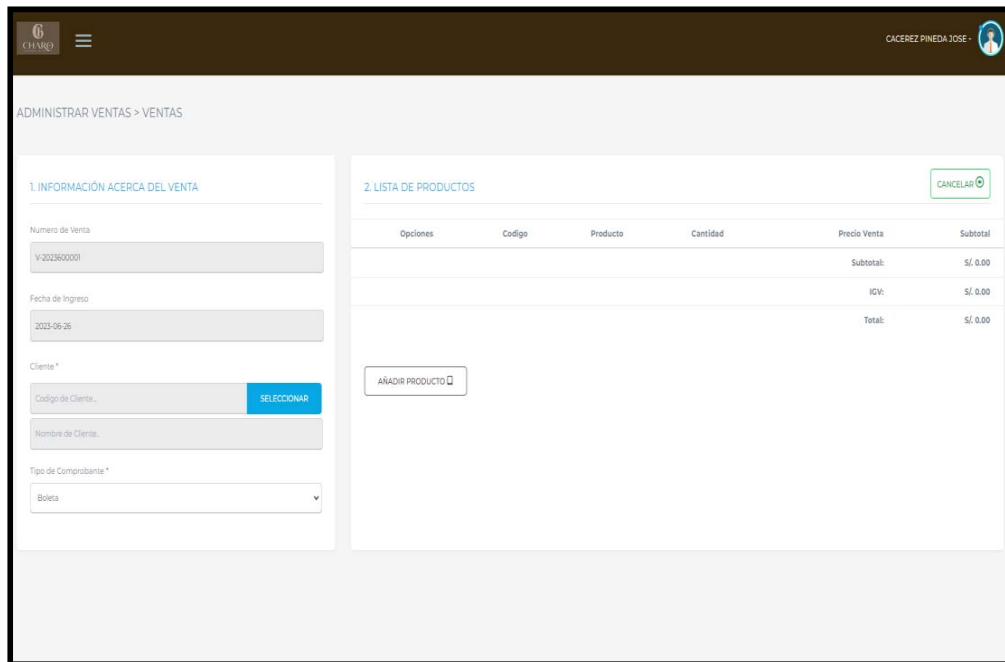 CHARO
CACEREZ PINEDA JOSE -
ADMINISTRAR VENTAS > VENTAS
1. INFORMACIÓN ACERCA DEL VENTA
Numero de Venta
V-2023600001
Fecha de Ingreso
2023-06-26
Cliente *
Codigo de Cliente...
SELECCIONAR
Nombre de Cliente...
Tipo de Comprobante *
Boleta
2. LISTA DE PRODUCTOS
CANCELAR
Opciones Codigo Producto Cantidad Precio Venta Subtotal
Subtotal: S/. 0.00
IGV: S/. 0.00
Total: S/. 0.00
AÑADIR PRODUCTO